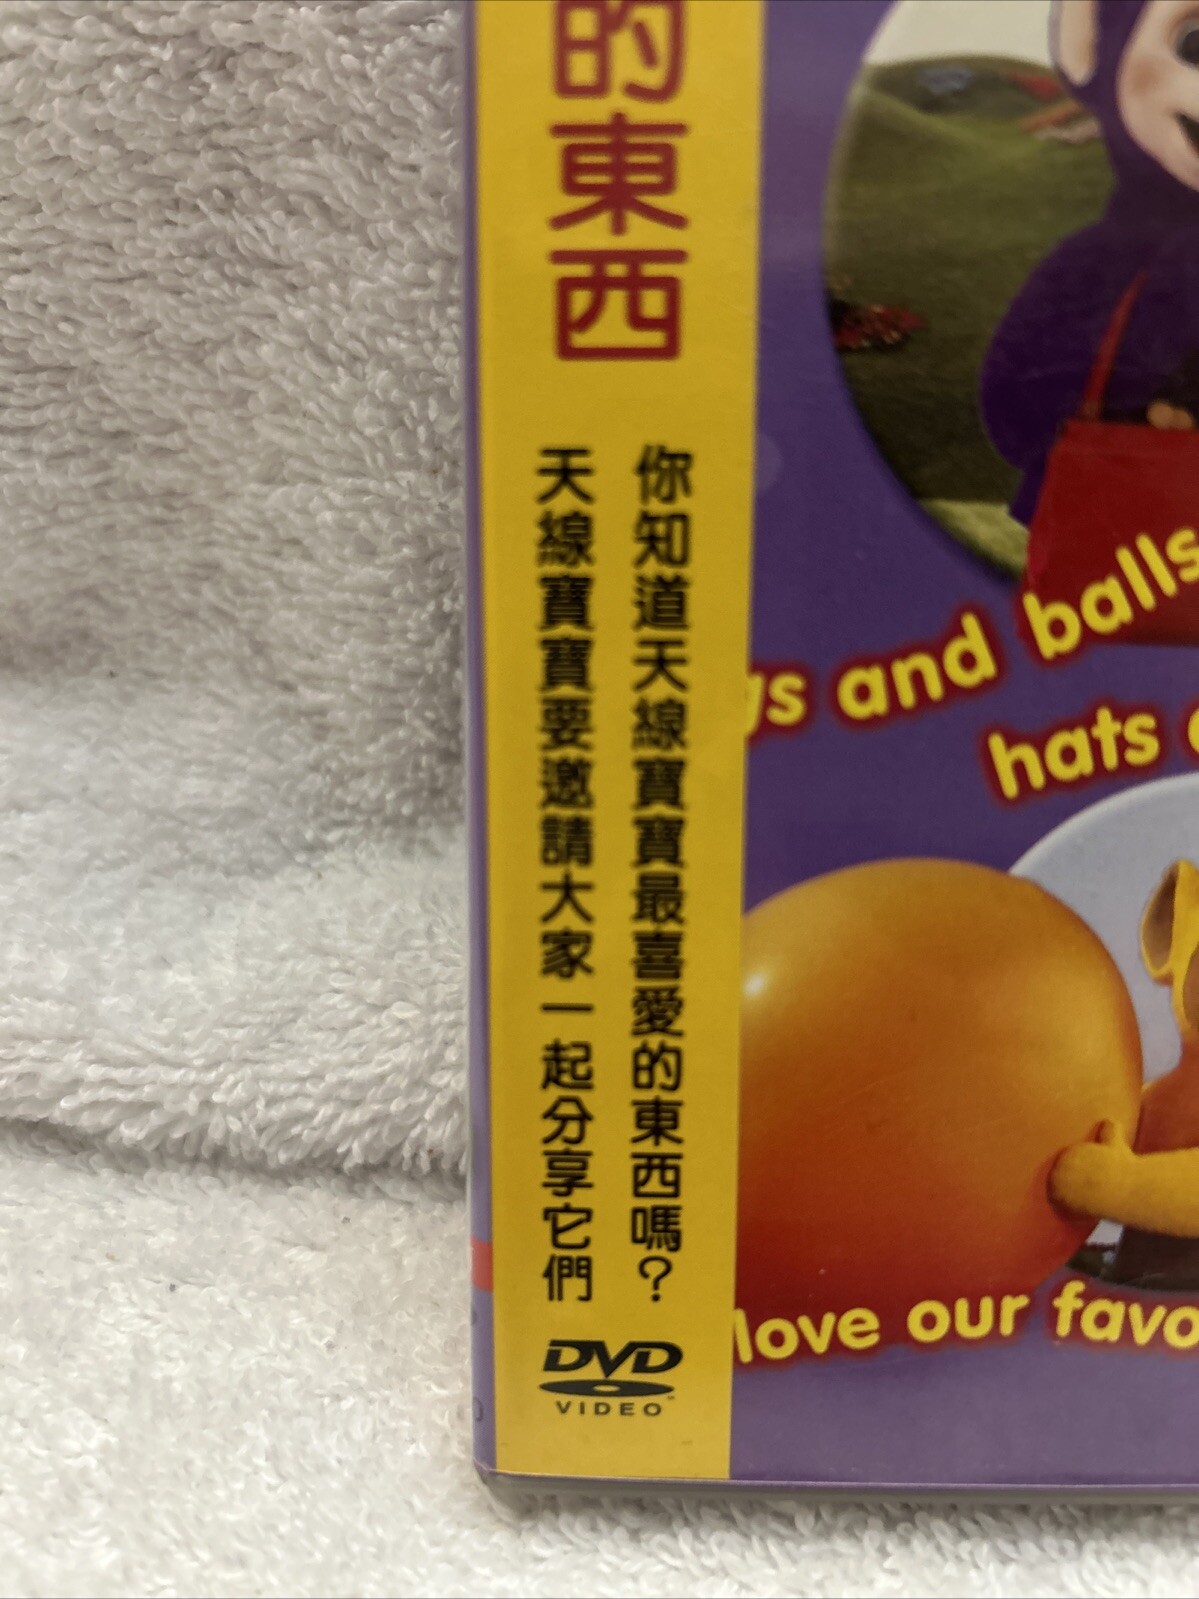 的東西
你知道天線寶寶最喜愛的東西嗎?
天線寶寶要邀請大家一起分享它們
DVD
VIDEO
and balls
hats
love our